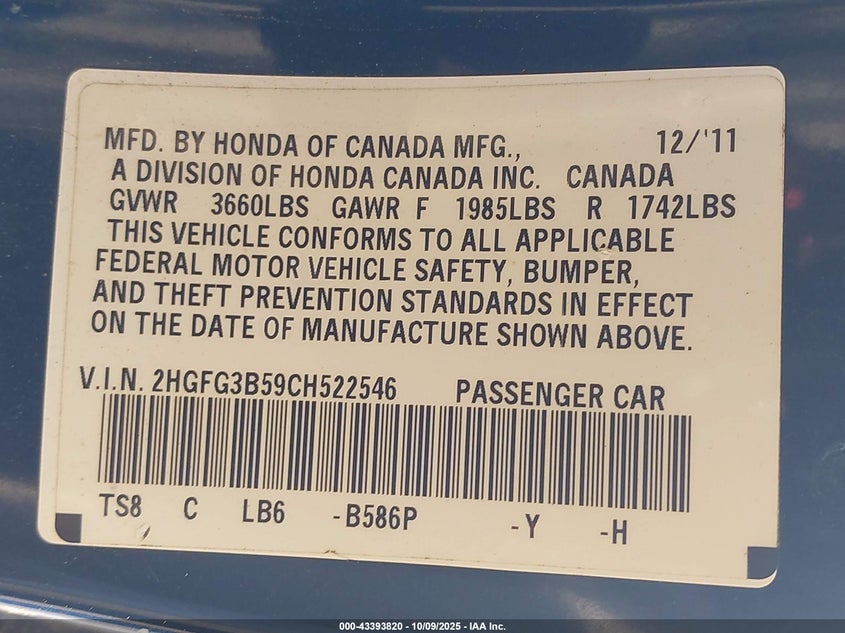 MFD. BY HONDA OF CANADA MFG., 12/'11
A DIVISION OF HONDA CANADA INC. CANADA
GVWR 3660LBS GAWR F 1985LBS R 1742LBS
THIS VEHICLE CONFORMS TO ALL APPLICABLE
FEDERAL MOTOR VEHICLE SAFETY, BUMPER,
AND THEFT PREVENTION STANDARDS IN EFFECT
ON THE DATE OF MANUFACTURE SHOWN ABOVE.
V.I.N. 2HGFG3B59CH522546 PASSENGER CAR
TS8 C LB6 -B586P -Y -H
000-43393820 - 10/09/2025 - IAA Inc.